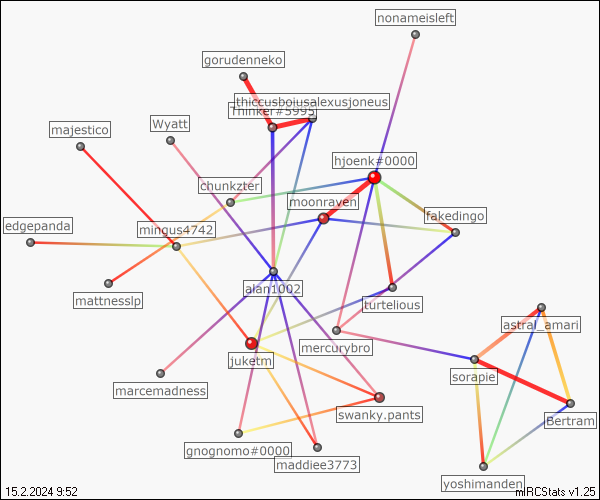 nonameisleft
gorudenneko
thiccusboiusalexusjoneus
Thinker#5995
majestico
Wyatt
hjoenk#0000
chunkzter
moonraven
fakedingo
edgepanda
mingus4742
mattnesslp
alan1002
turtelious
astral_amari
mercurybro
juketm
sorapie
marcemadness
swanky.pants
Bertram
gnognomo#0000
maddiee3773
yoshimanden
15.2.2024 9:52
mIRCStats v1.25